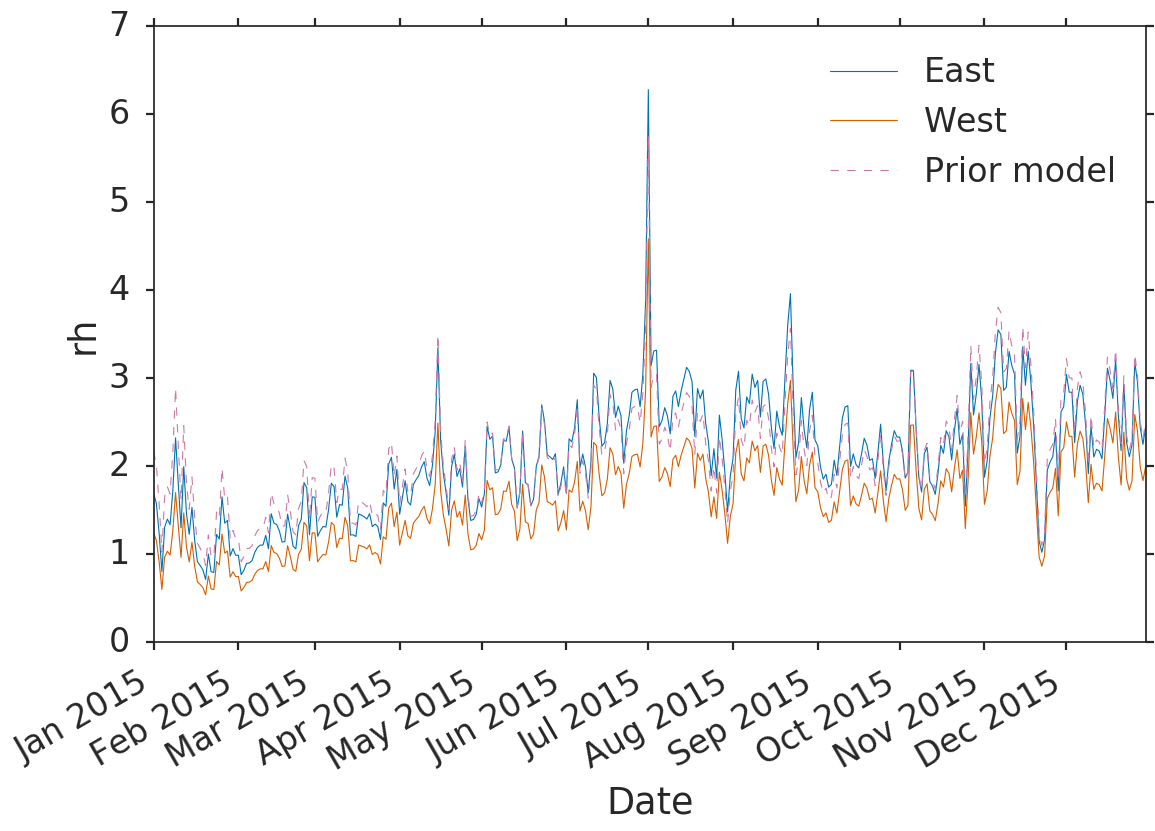 7
6
5
4
3
2
1
0
rh
East
West
Prior model
Jan 2015
Feb 2015
Mar 2015
Apr 2015
May 2015
Jun 2015
Jul 2015
Aug 2015
Sep 2015
Oct 2015
Nov 2015
Dec 2015
Date